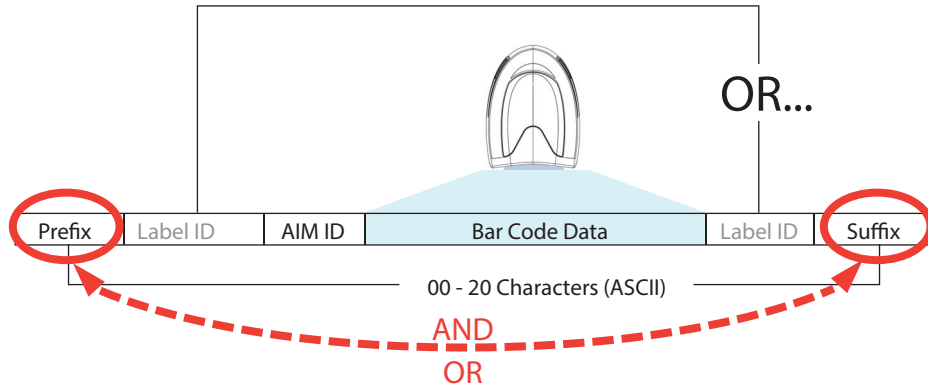 OR...
Prefix Label ID AIM ID Bar Code Data Label ID Suffix
00 - 20 Characters (ASCII)
AND
OR